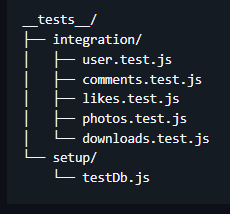 __tests__/
├── integration/
│   ├── user.test.js
│   ├── comments.test.js
│   ├── likes.test.js
│   ├── photos.test.js
│   ├── downloads.test.js
└── setup/
    └── testDb.js